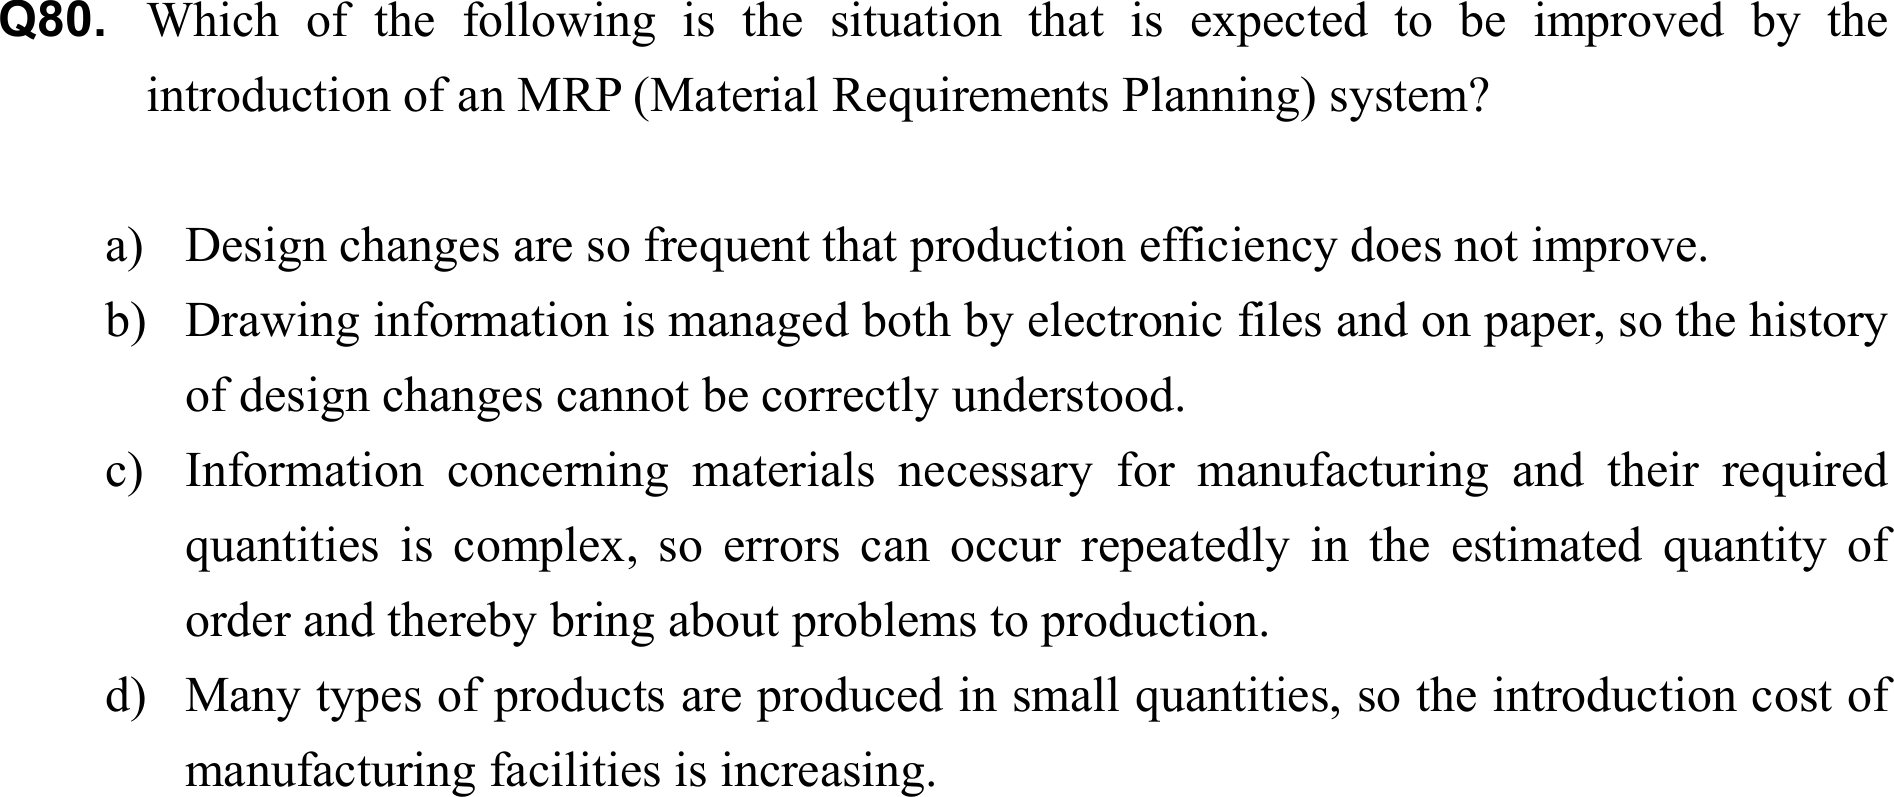 Q80. Which of the following is the situation that is expected to be improved by the
introduction of an MRP (Material Requirements Planning) system?
a) Design changes are so frequent that production efficiency does not improve.
b) Drawing information is managed both by electronic files and on paper, so the history
of design changes cannot be correctly understood.
c) Information concerning materials necessary for manufacturing and their required
quantities is complex, so errors can occur repeatedly in the estimated quantity of
order and thereby bring about problems to production.
d) Many types of products are produced in small quantities, so the introduction cost of
manufacturing facilities is increasing.